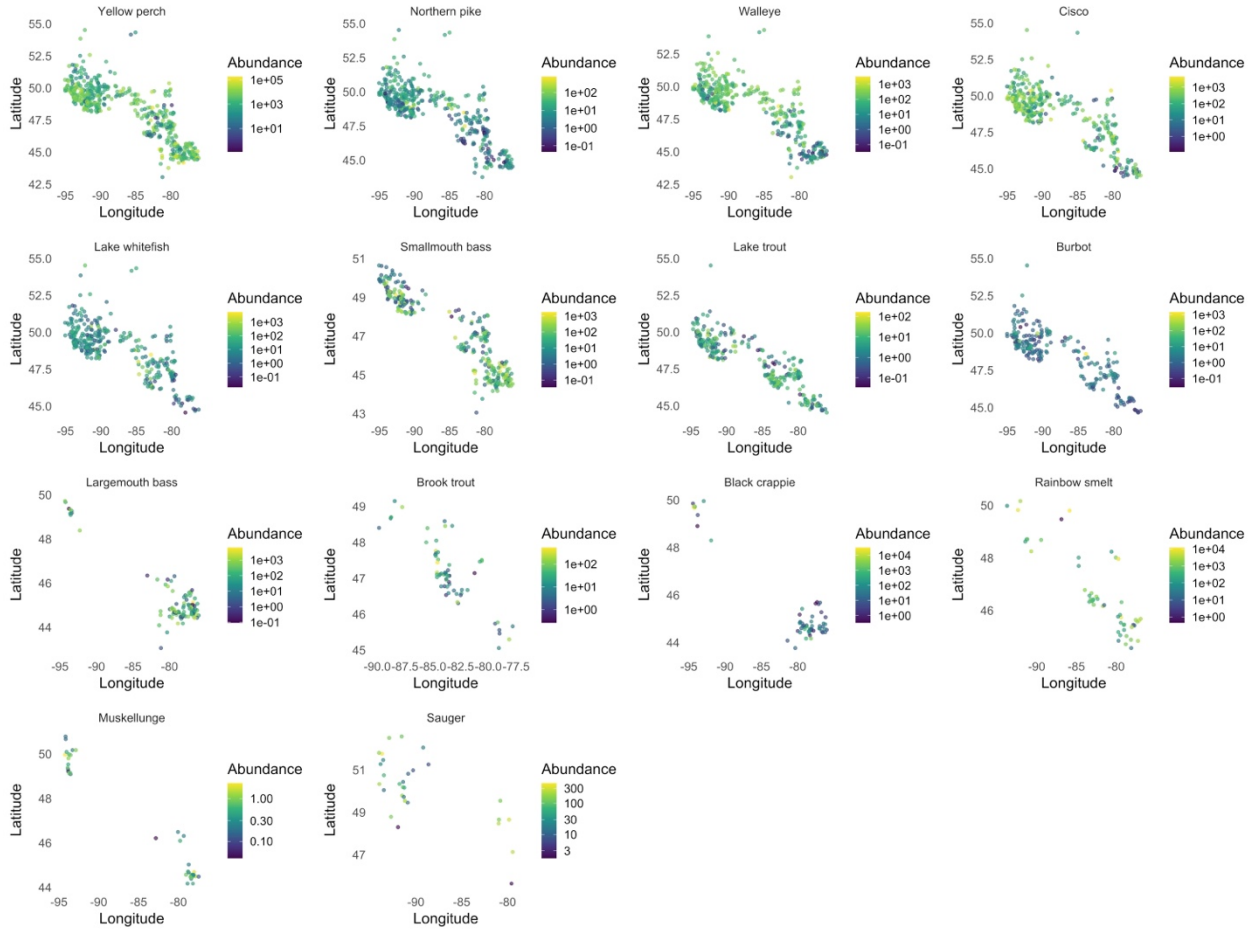 Yellow perch
55.0
52.5
50.0
47.5
45.0
42.5
-95 -90 -85 -80
Latitude
Longitude
Abundance
1e+05
1e+03
1e+01
Northern pike
55.0
52.5
50.0
47.5
45.0
-95 -90 -85 -80
Latitude
Longitude
Abundance
1e+02
1e+01
1e+00
1e-01
Walleye
52.5
50.0
47.5
45.0
42.5
-95 -90 -85 -80
Latitude
Longitude
Abundance
1e+03
1e+02
1e+01
1e+00
1e-01
Cisco
55.0
52.5
50.0
47.5
45.0
-95 -90 -85 -80
Latitude
Longitude
Abundance
1e+03
1e+02
1e+01
1e+00
Lake whitefish
55.0
52.5
50.0
47.5
45.0
-95 -90 -85 -80
Latitude
Longitude
Abundance
1e+03
1e+02
1e+01
1e+00
1e-01
Smallmouth bass
51
49
47
45
43
-95 -90 -85 -80
Latitude
Longitude
Abundance
1e+03
1e+02
1e+01
1e+00
1e-01
Lake trout
55.0
52.5
50.0
47.5
45.0
-95 -90 -85 -80
Latitude
Longitude
Abundance
1e+02
1e+01
1e+00
1e-01
Burbot
55.0
52.5
50.0
47.5
45.0
-95 -90 -85 -80
Latitude
Longitude
Abundance
1e+03
1e+02
1e+01
1e+00
1e-01
Largemouth bass
50
48
46
44
-95 -90 -85 -80
Latitude
Longitude
Abundance
1e+03
1e+02
1e+01
1e+00
1e-01
Brook trout
49
48
47
46
45
-90.0-87.5-85.0-82.5-80.0-77.5
Latitude
Longitude
Abundance
1e+02
1e+01
1e+00
Black crappie
50
48
46
44
-95 -90 -85 -80
Latitude
Longitude
Abundance
1e+04
1e+03
1e+02
1e+01
1e+00
Rainbow smelt
50
48
46
-90 -85 -80
Latitude
Longitude
Abundance
1e+04
1e+03
1e+02
1e+01
1e+00
Muskellunge
50
48
46
44
-95 -90 -85 -80
Latitude
Longitude
Abundance
1.00
0.30
0.10
Sauger
51
49
47
-90 -85 -80
Latitude
Longitude
Abundance
300
100
30
10
3